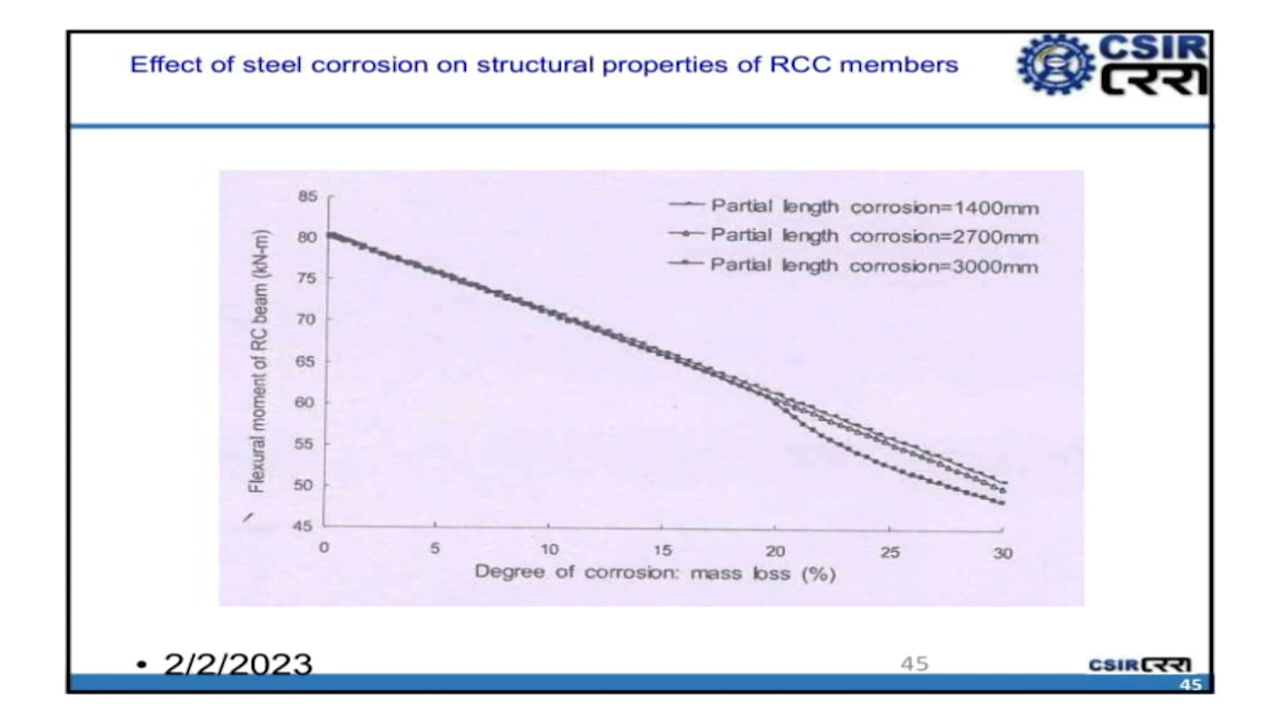 Effect of steel corrosion on structural properties of RCC members
CSIR
सीआरआरआई
85
80
75
70
65
60
55
50
45
Flexural moment of RC beam (kN-m)
Partial length corrosion=1400mm
Partial length corrosion=2700mm
Partial length corrosion=3000mm
0 5 10 15 20 25 30
Degree of corrosion: mass loss (%)
• 2/2/2023
45
CSIR
45